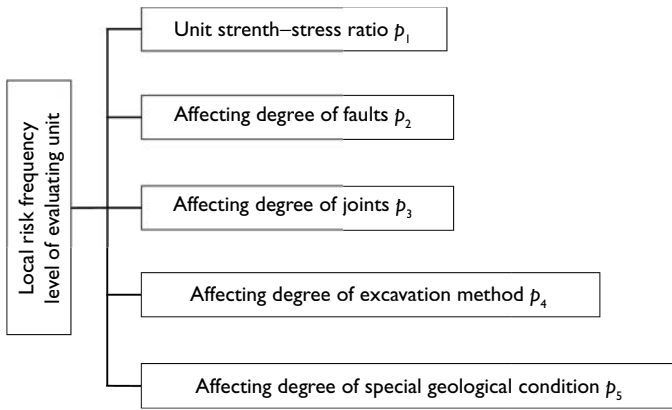 Unit strenth–stress ratio p1
Affecting degree of faults p2
Local risk frequency
level of evaluating unit
Affecting degree of joints p3
Affecting degree of excavation method p4
Affecting degree of special geological condition p5